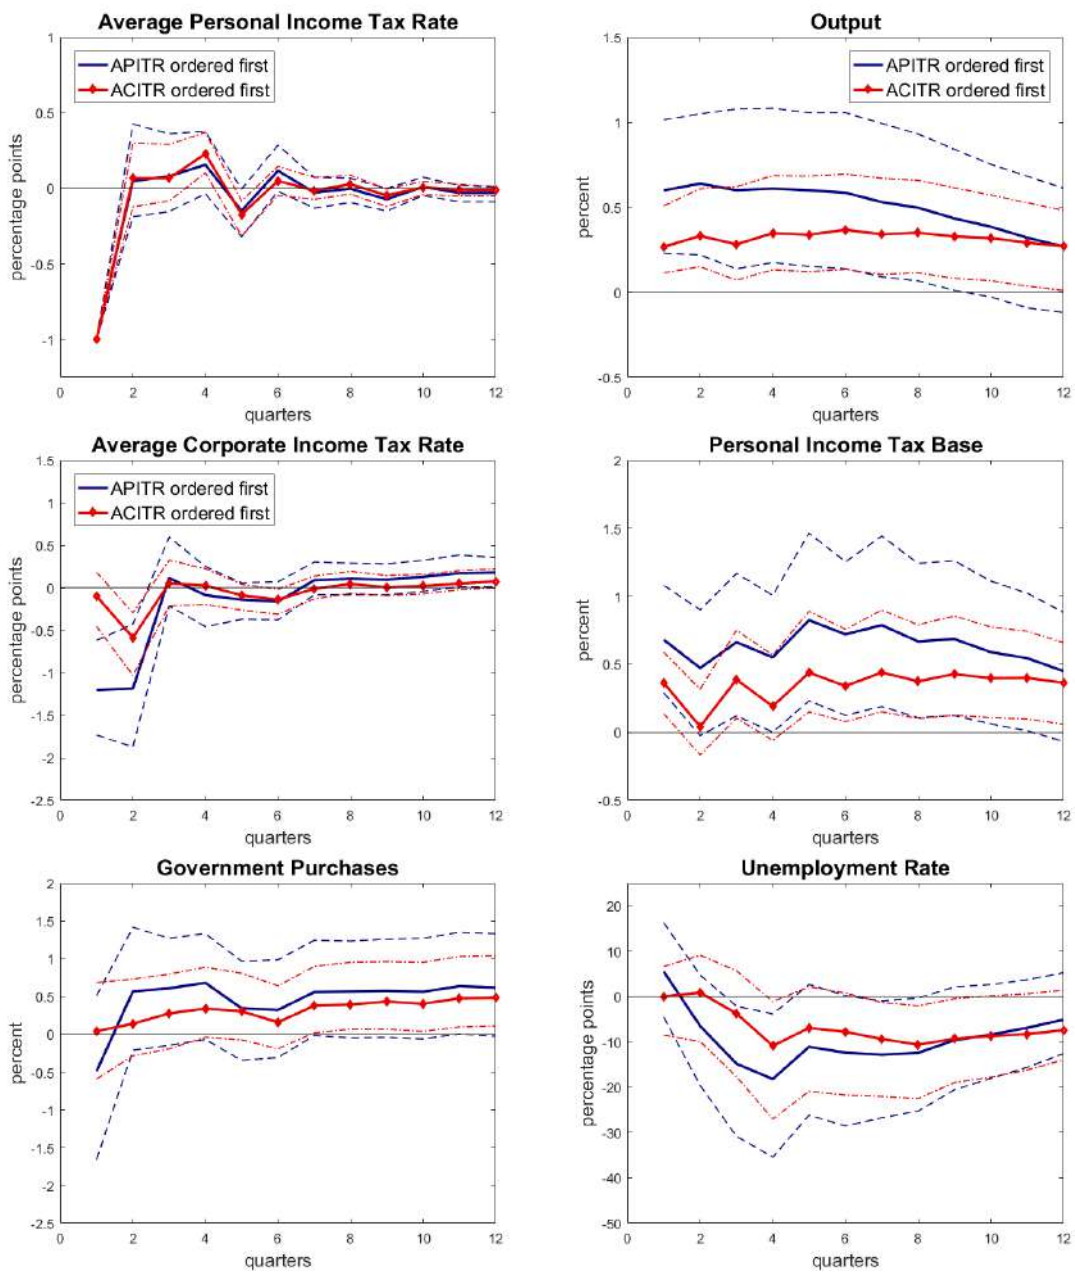 Average Personal Income Tax Rate
1
0.5
0
-0.5
-1
percentage points
APITR ordered first
ACITR ordered first
0 2 4 6 8 10 12
quarters
Output
1.5
1
0.5
0
-0.5
percent
APITR ordered first
ACITR ordered first
0 2 4 6 8 10 12
quarters
Average Corporate Income Tax Rate
1.5
1
0.5
0
-0.5
-1
-1.5
-2
-2.5
percentage points
APITR ordered first
ACITR ordered first
0 2 4 6 8 10 12
quarters
Personal Income Tax Base
2
1.5
1
0.5
0
-0.5
percent
0 2 4 6 8 10 12
quarters
Government Purchases
2
1.5
1
0.5
0
-0.5
-1
-1.5
-2
-2.5
percent
0 2 4 6 8 10 12
quarters
Unemployment Rate
20
10
0
-10
-20
-30
-40
-50
percentage points
0 2 4 6 8 10 12
quarters